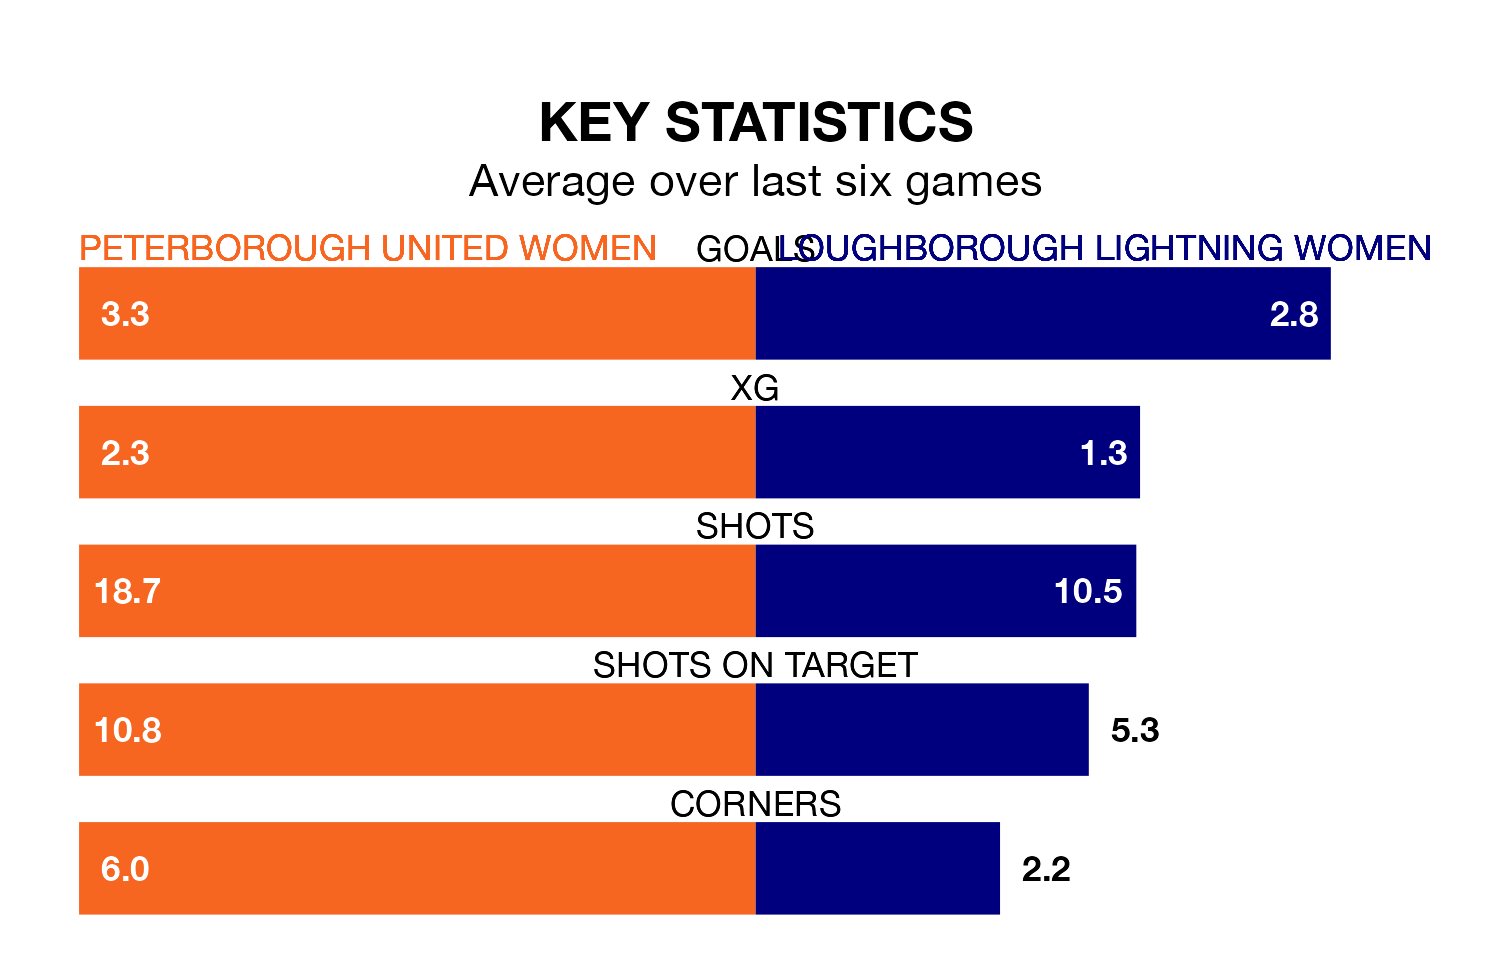 KEY STATISTICS
Average over last six games
PETERBOROUGH UNITED WOMEN GOALS LOUGHBOROUGH LIGHTNING WOMEN
3.3 2.8
XG
2.3 1.3
SHOTS
18.7 10.5
SHOTS ON TARGET
10.8 5.3
CORNERS
6.0 2.2